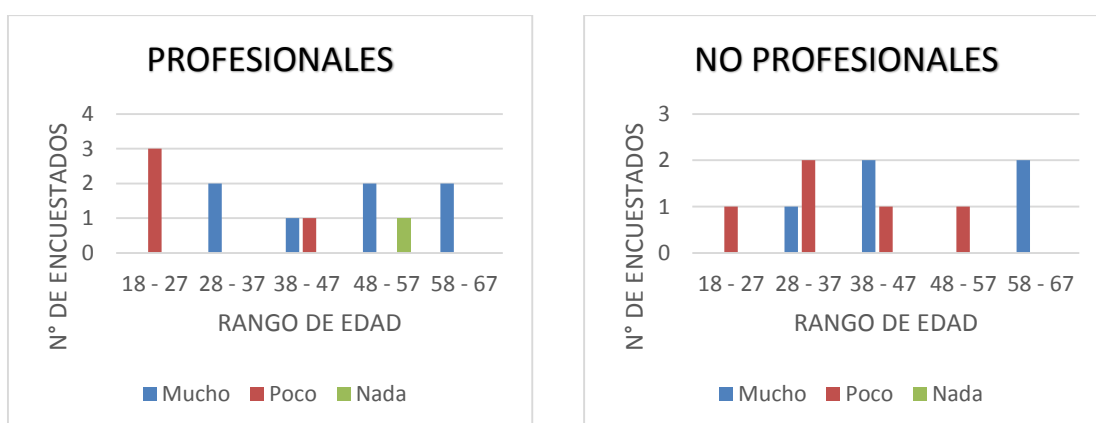 PROFESIONALES
4
3
2
1
0
N° DE ENCUESTADOS
18 - 27 28 - 37 38 - 47 48 - 57 58 - 67
RANGO DE EDAD
Mucho Poco Nada
NO PROFESIONALES
3
2
1
0
N° DE ENCUESTADOS
18 - 27 28 - 37 38 - 47 48 - 57 58 - 67
RANGO DE EDAD
Mucho Poco Nada